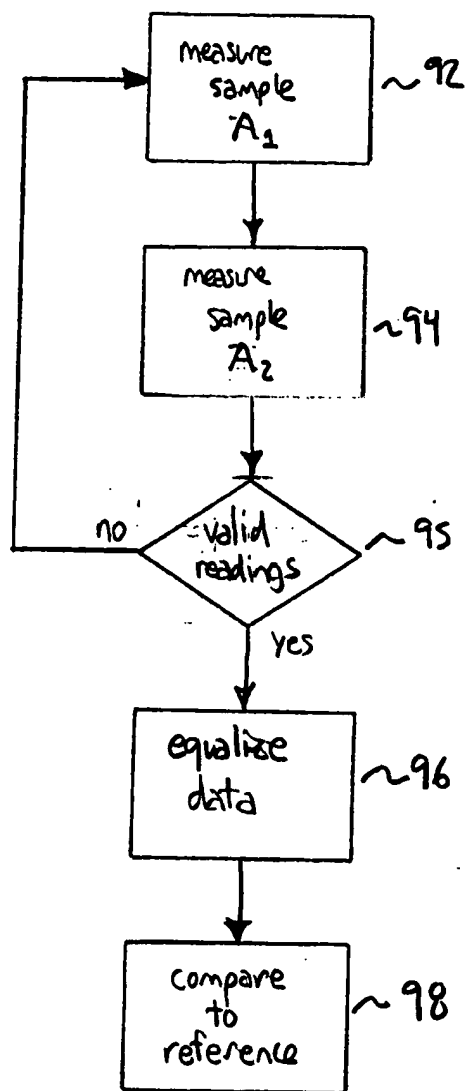 measure
sample
A₁
~92
measure
sample
A₂
~94
no
valid
readings
~95
yes
equalize
data
~96
compare
to
reference
~98